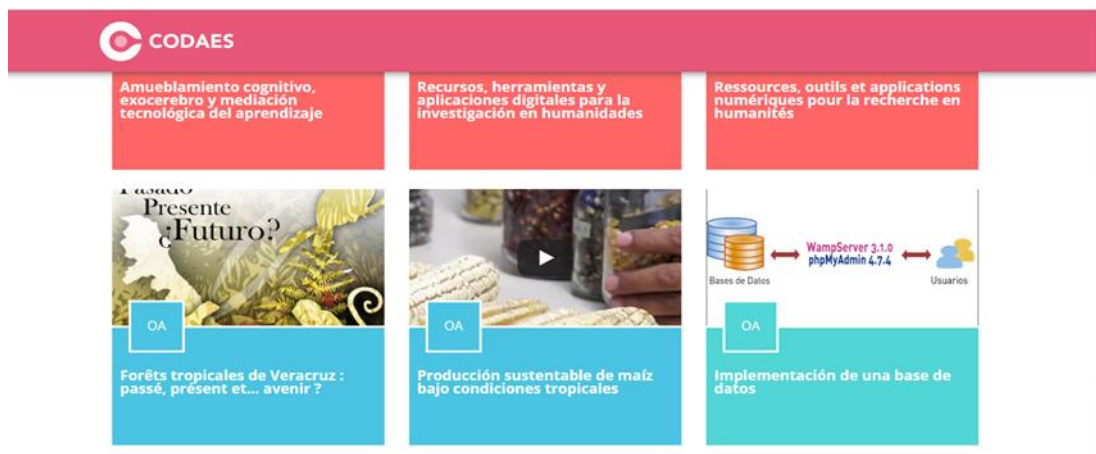 CODAES
Amueblamiento cognitivo,
exocerebro y mediación
tecnológica del aprendizaje
Recursos, herramientas y
aplicaciones digitales para la
investigación en humanidades
Ressources, outils et applications
numériques pour la recherche en
humanités
Pasado
Presente
¿Futuro?
OA
Forêts tropicales de Veracruz :
passé, présent et... avenir ?
OA
Producción sustentable de maíz
bajo condiciones tropicales
WampServer 3.1.0
phpMyAdmin 4.7.4
Bases de Datos
Usuarios
OA
Implementación de una base de
datos